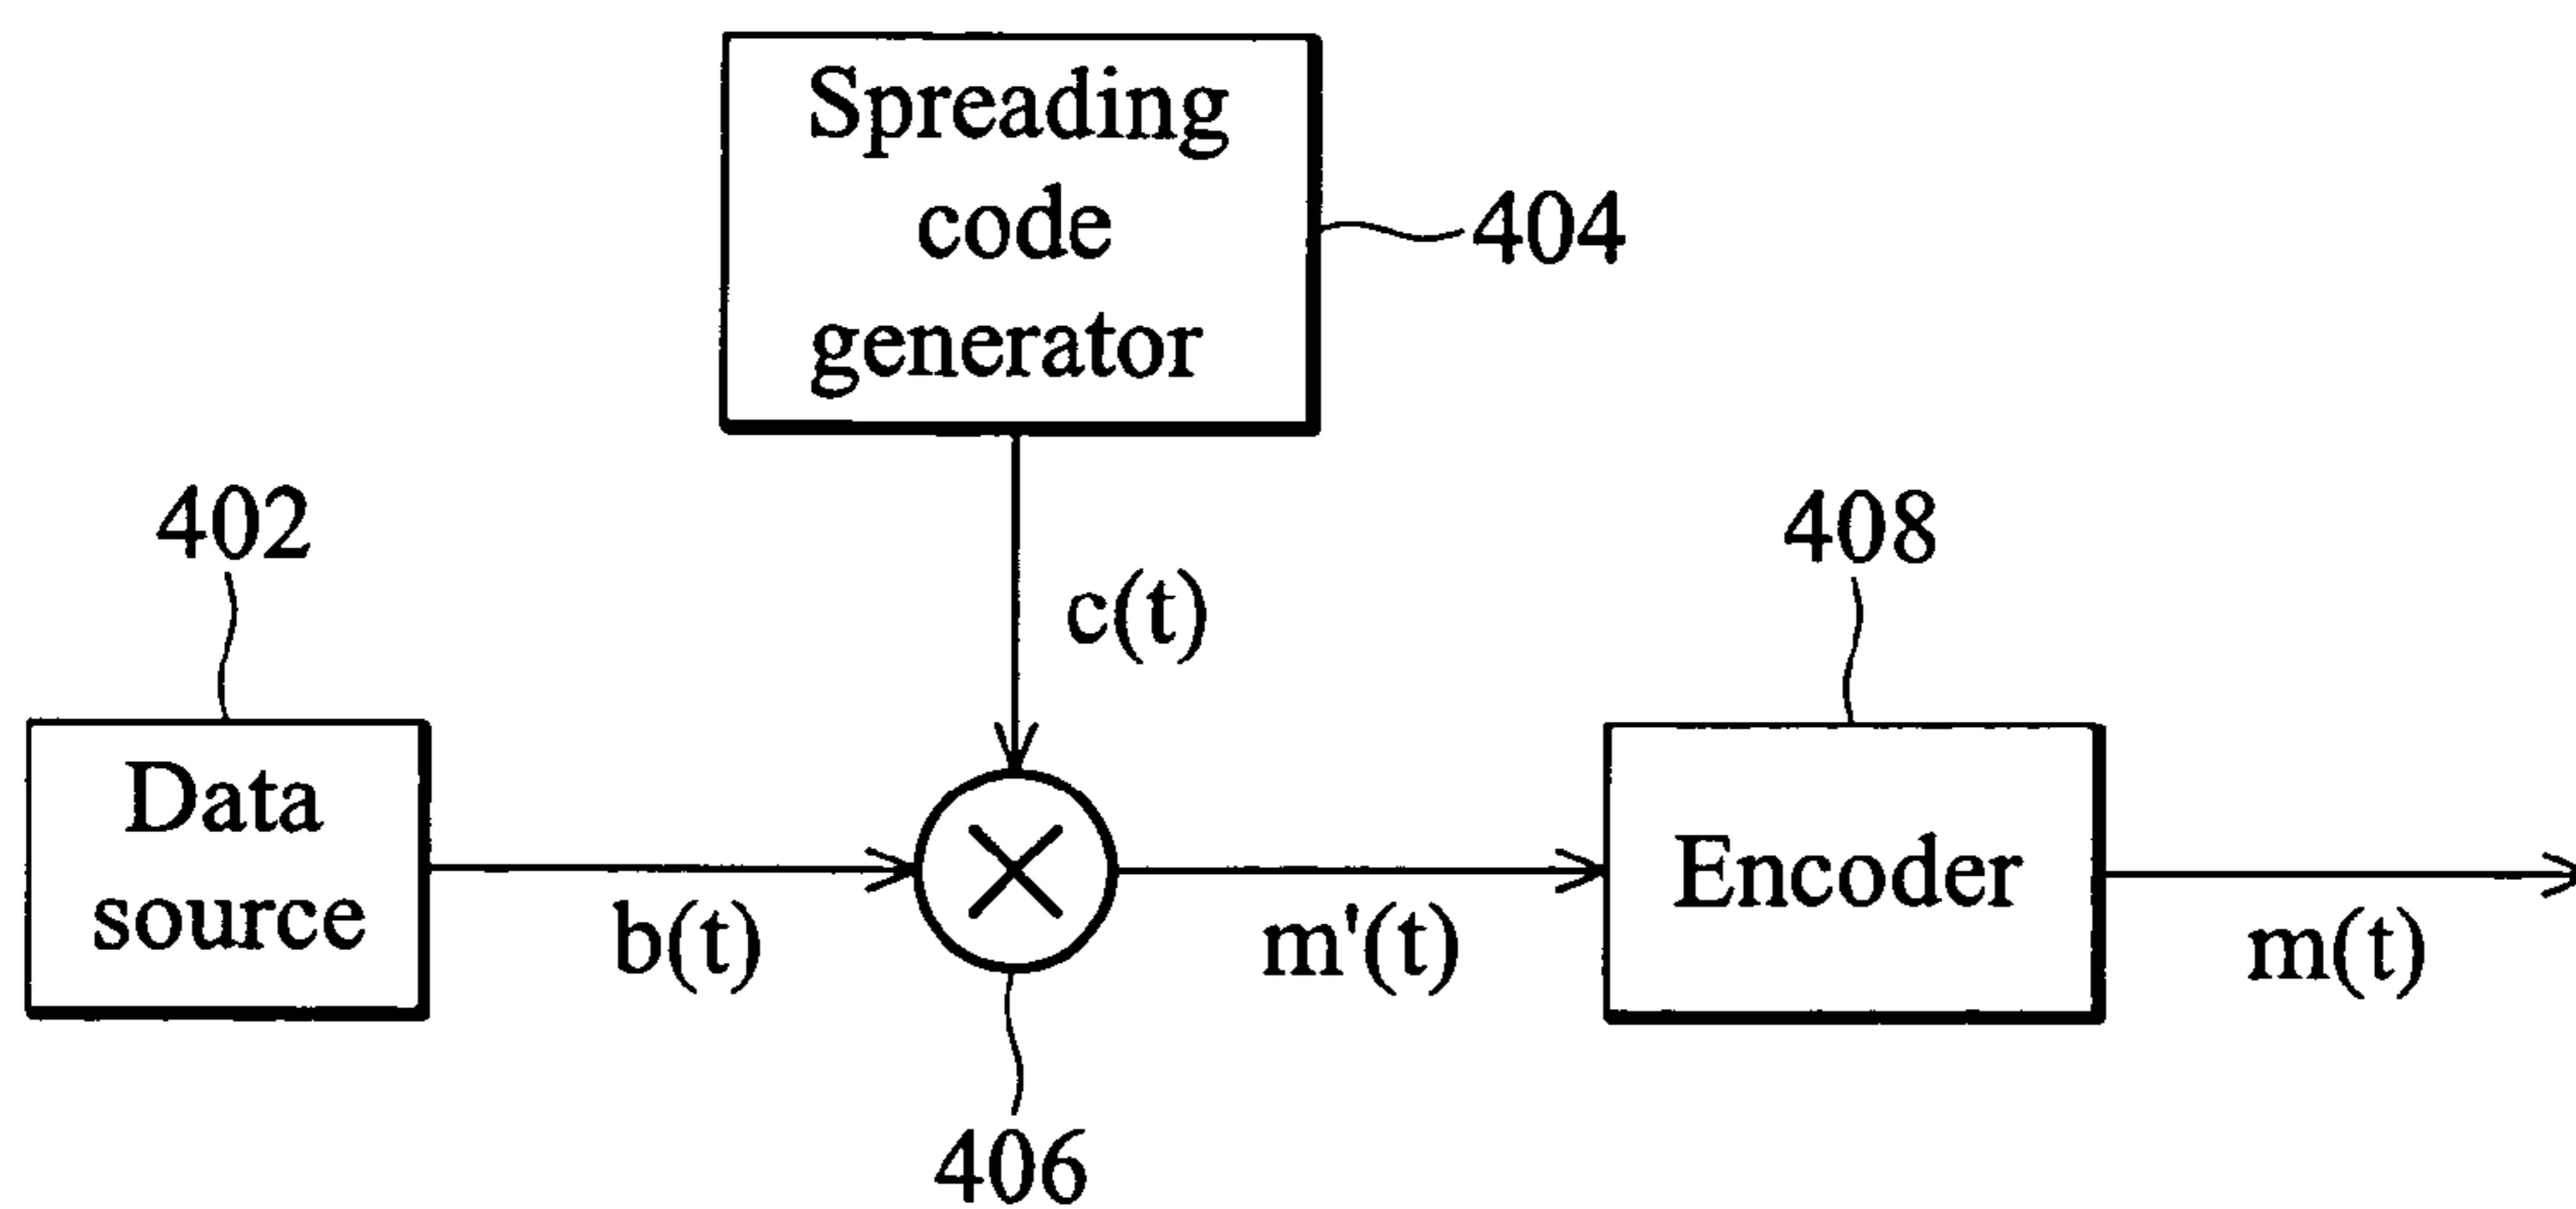 Spreading
code
generator
404
402
408
c(t)
Data
source
Encoder
b(t)
m'(t)
m(t)
406